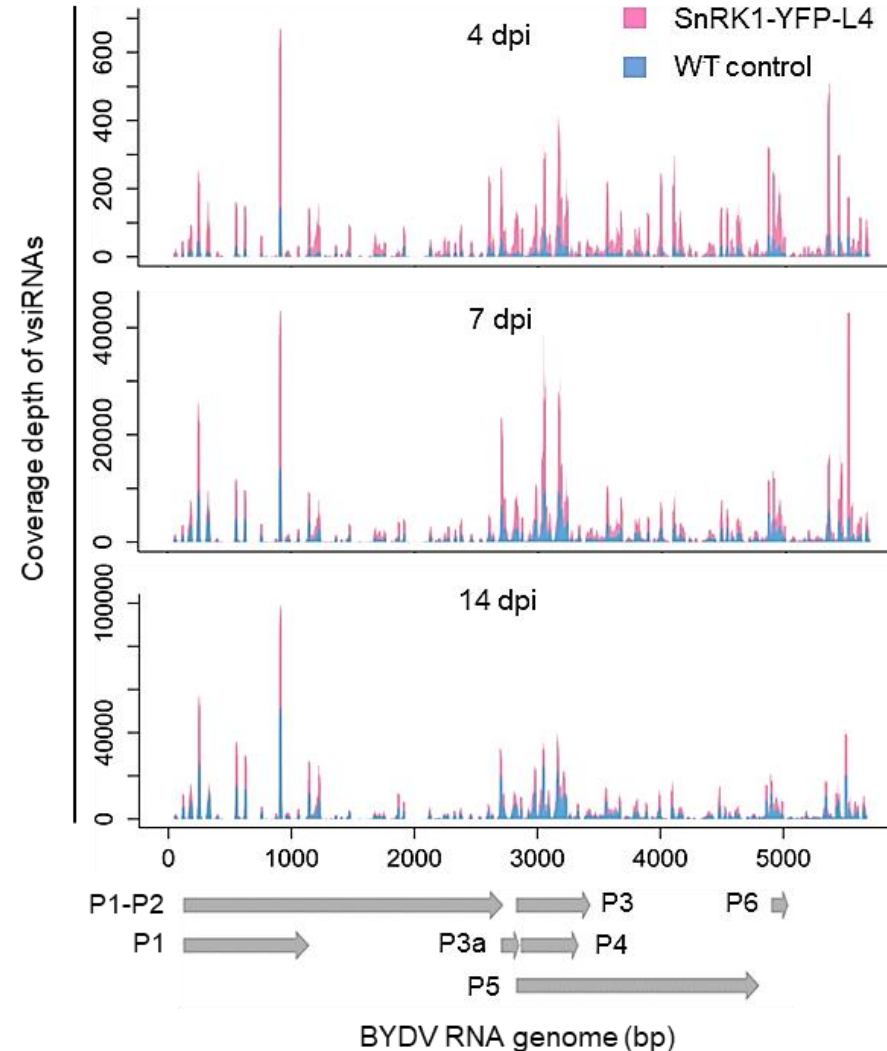 4 dpi
SnRK1-YFP-L4
WT control
600
400
200
0
7 dpi
40000
20000
0
14 dpi
100000
40000
0
Coverage depth of vsiRNAs
0 1000 2000 3000 4000 5000
P1-P2 P3 P6
P1 P3a P4
P5
BYDV RNA genome (bp)